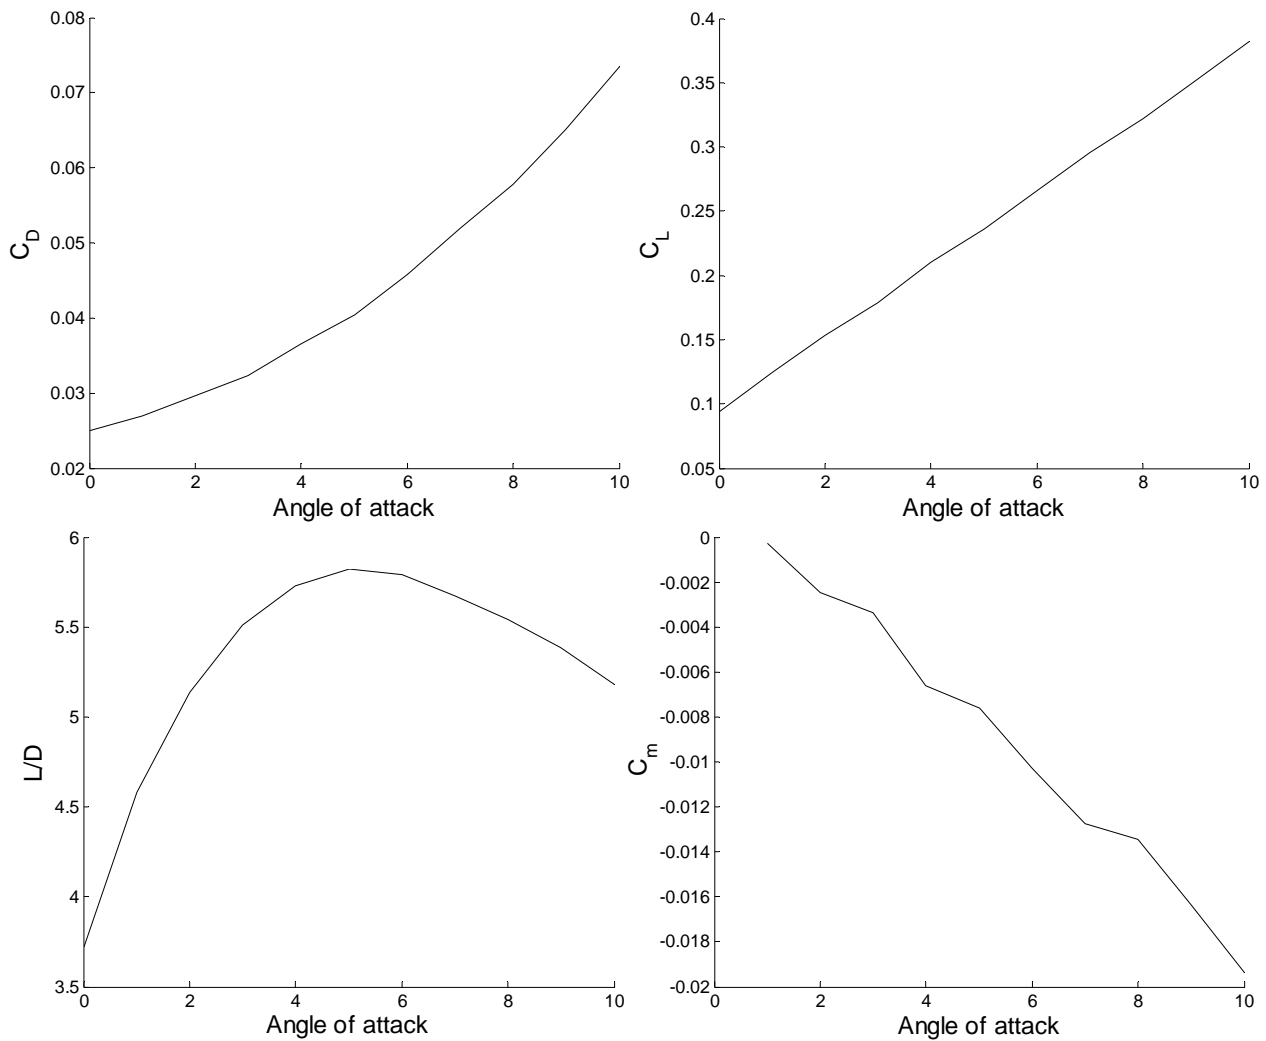 0.08
0.07
0.06
0.05
0.04
0.03
0.02
C_D
0 2 4 6 8 10
Angle of attack
0.4
0.35
0.3
0.25
0.2
0.15
0.1
0.05
C_L
0 2 4 6 8 10
Angle of attack
6
5.5
5
4.5
4
3.5
L/D
0 2 4 6 8 10
Angle of attack
0
-0.002
-0.004
-0.006
-0.008
-0.01
-0.012
-0.014
-0.016
-0.018
-0.02
C_m
0 2 4 6 8 10
Angle of attack